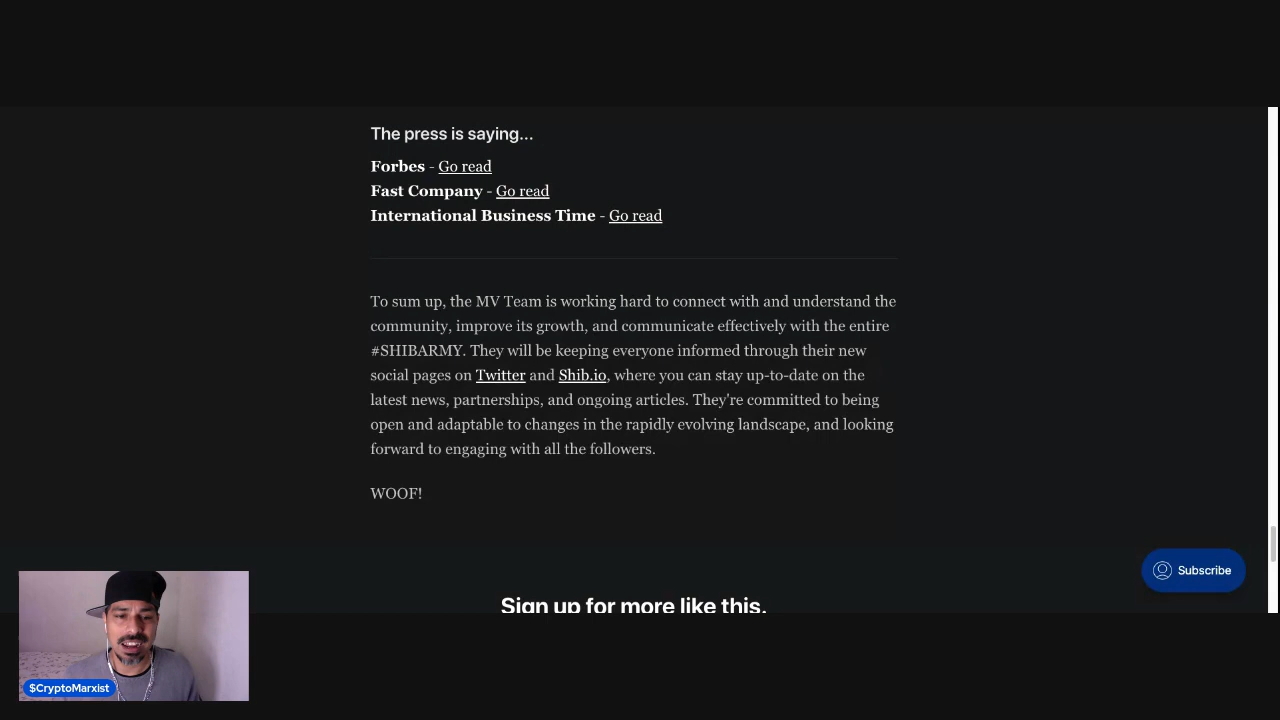 The press is saying...
Forbes - Go read
Fast Company - Go read
International Business Time - Go read
To sum up, the MV Team is working hard to connect with and understand the
community, improve its growth, and communicate effectively with the entire
#SHIBARMY. They will be keeping everyone informed through their new
social pages on Twitter and Shib.io, where you can stay up-to-date on the
latest news, partnerships, and ongoing articles. They're committed to being
open and adaptable to changes in the rapidly evolving landscape, and looking
forward to engaging with all the followers.
WOOF!
Subscribe
Sign up for more like this.
$CryptoMarxist